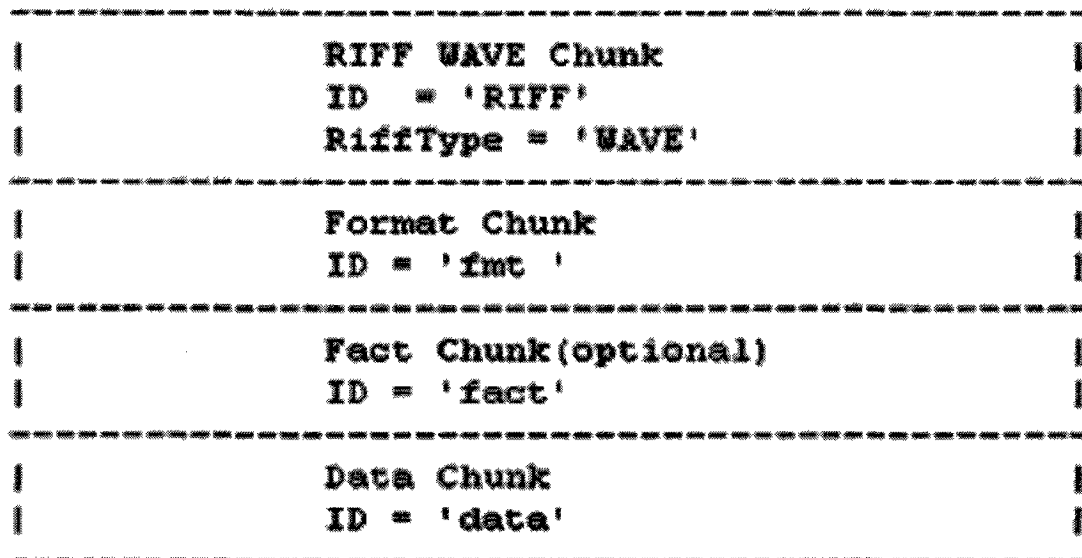 RIFF WAVE Chunk
ID = 'RIFF'
RiffType = 'WAVE'
Format Chunk
ID = 'fmt '
Fact Chunk(optional)
ID = 'fact'
Data Chunk
ID = 'data'